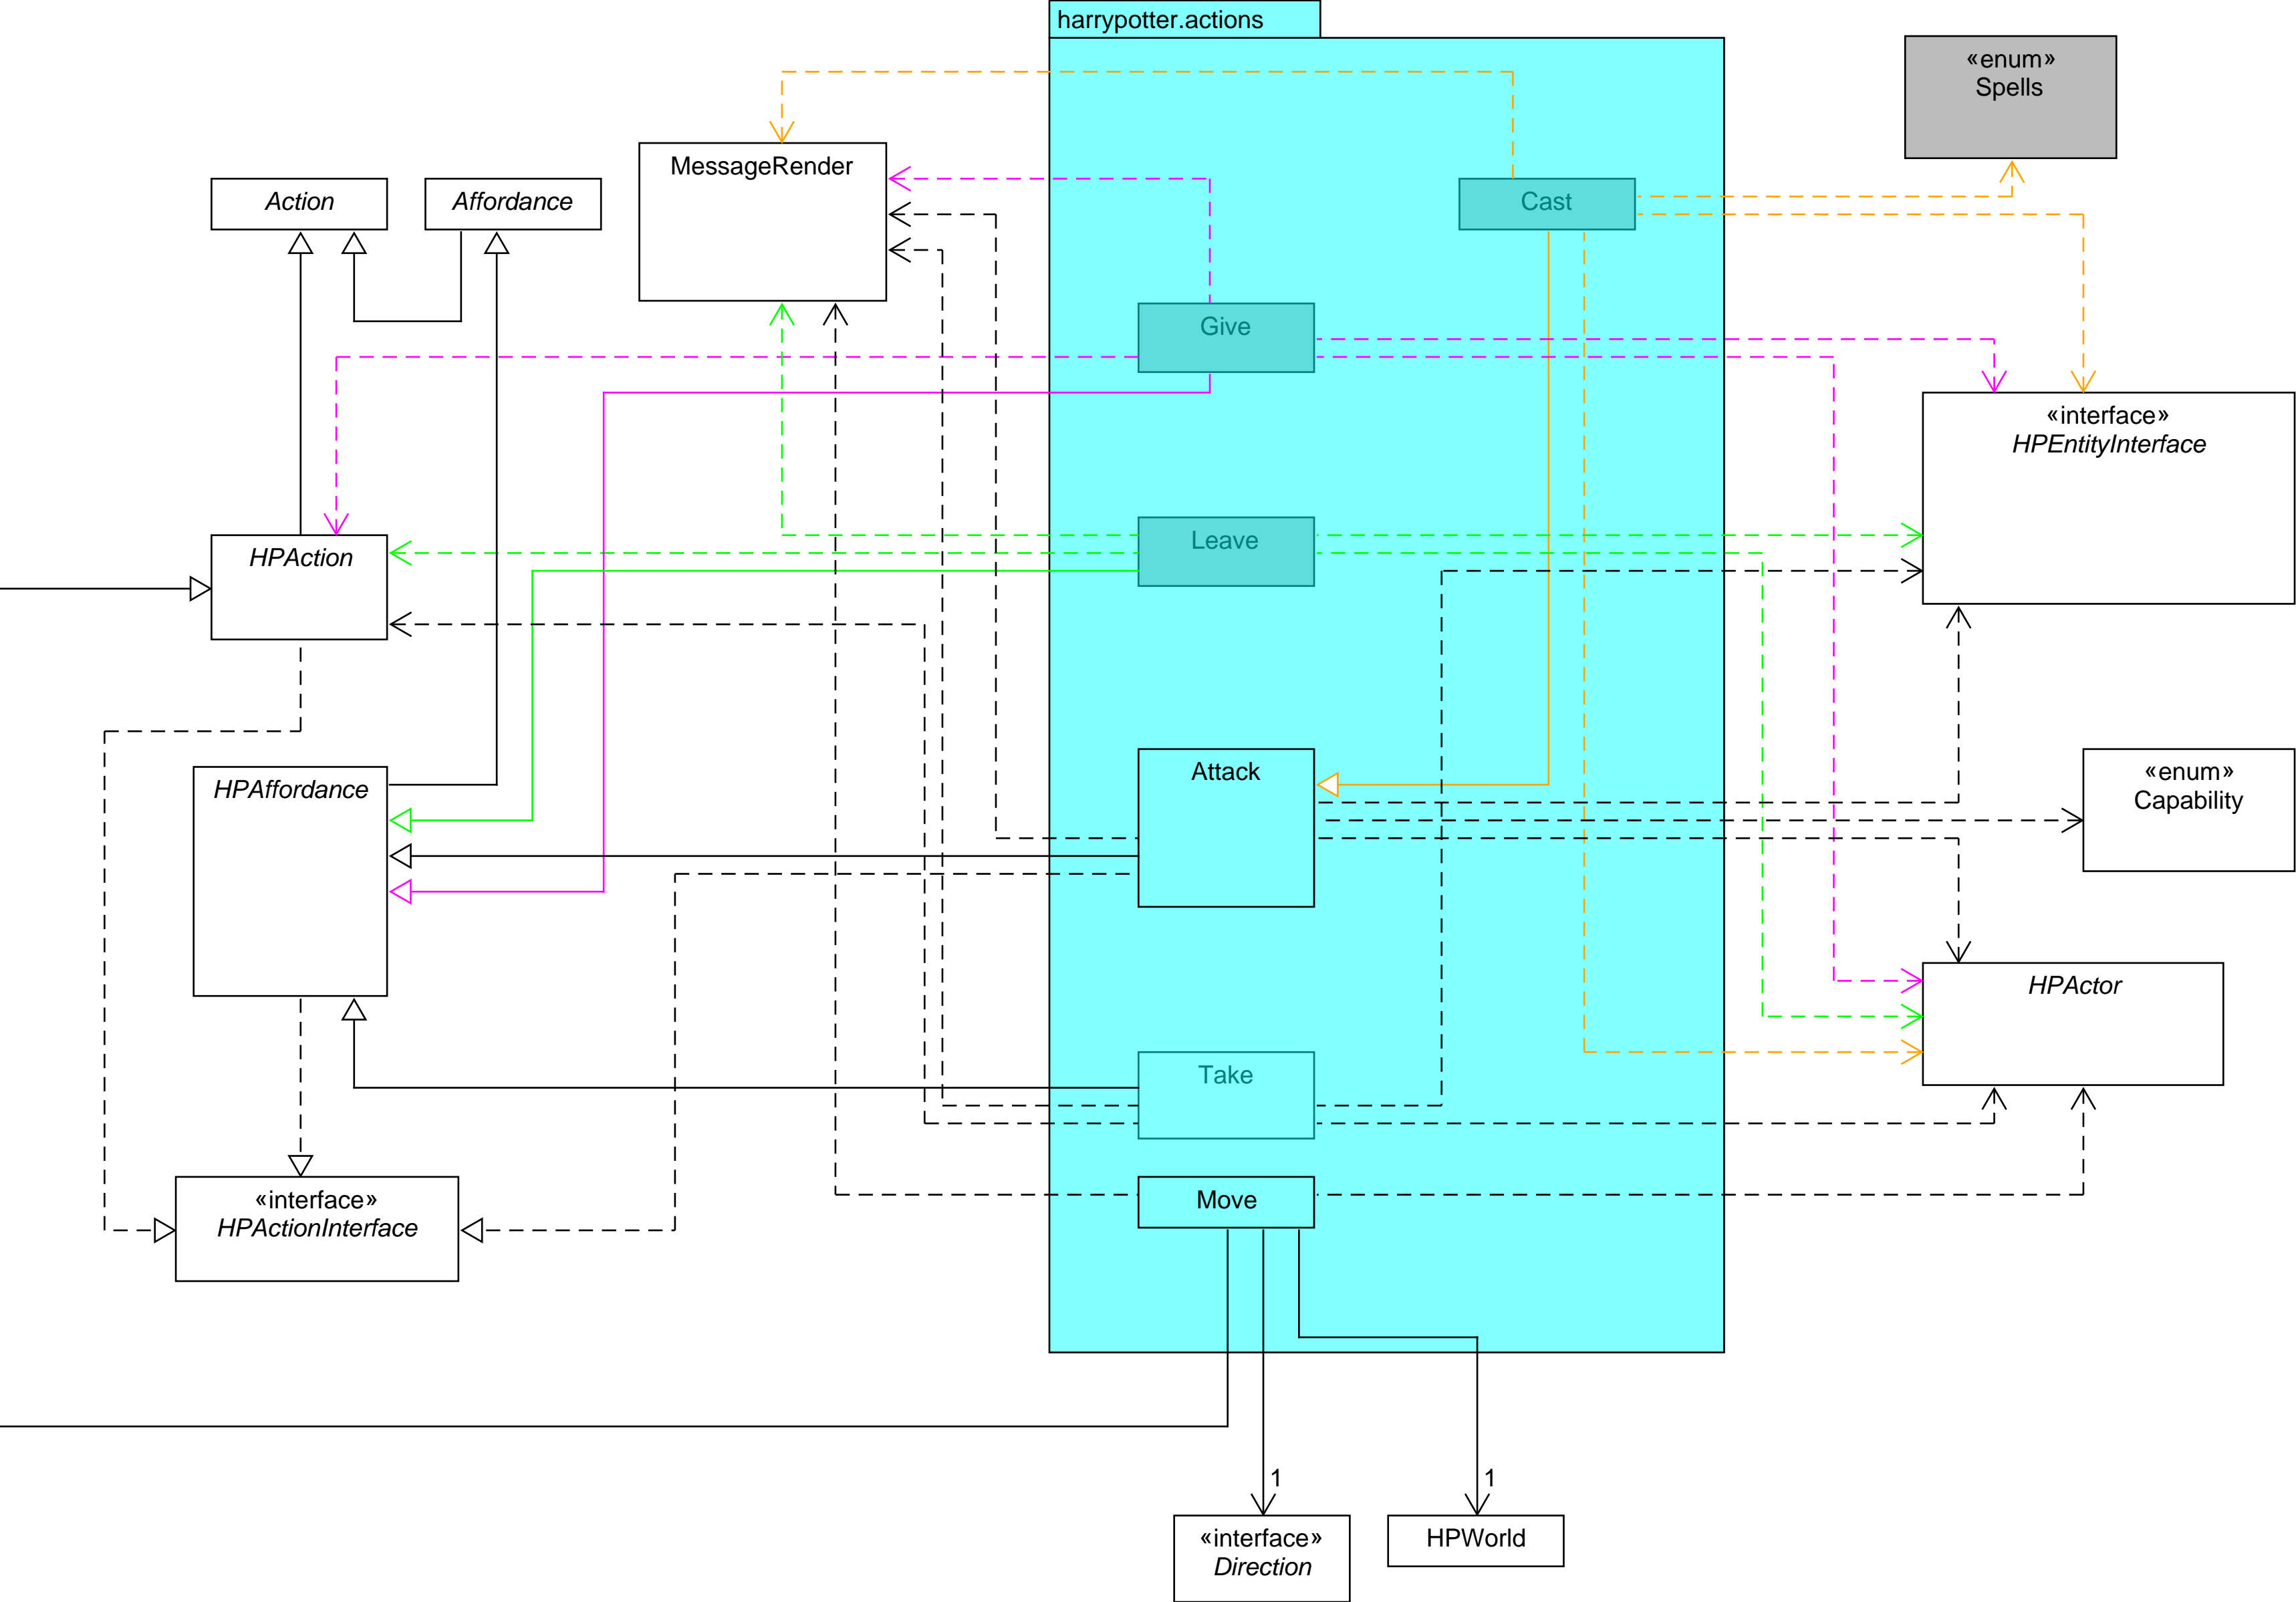 harrypotter.actions
«enum»
Spells
MessageRender
Action
Affordance
Cast
Give
«interface»
HPEntityInterface
Leave
HPAction
Attack
«enum»
Capability
HPAffordance
HPActor
Take
«interface»
HPActionInterface
Move
1
1
«interface»
Direction
HPWorld